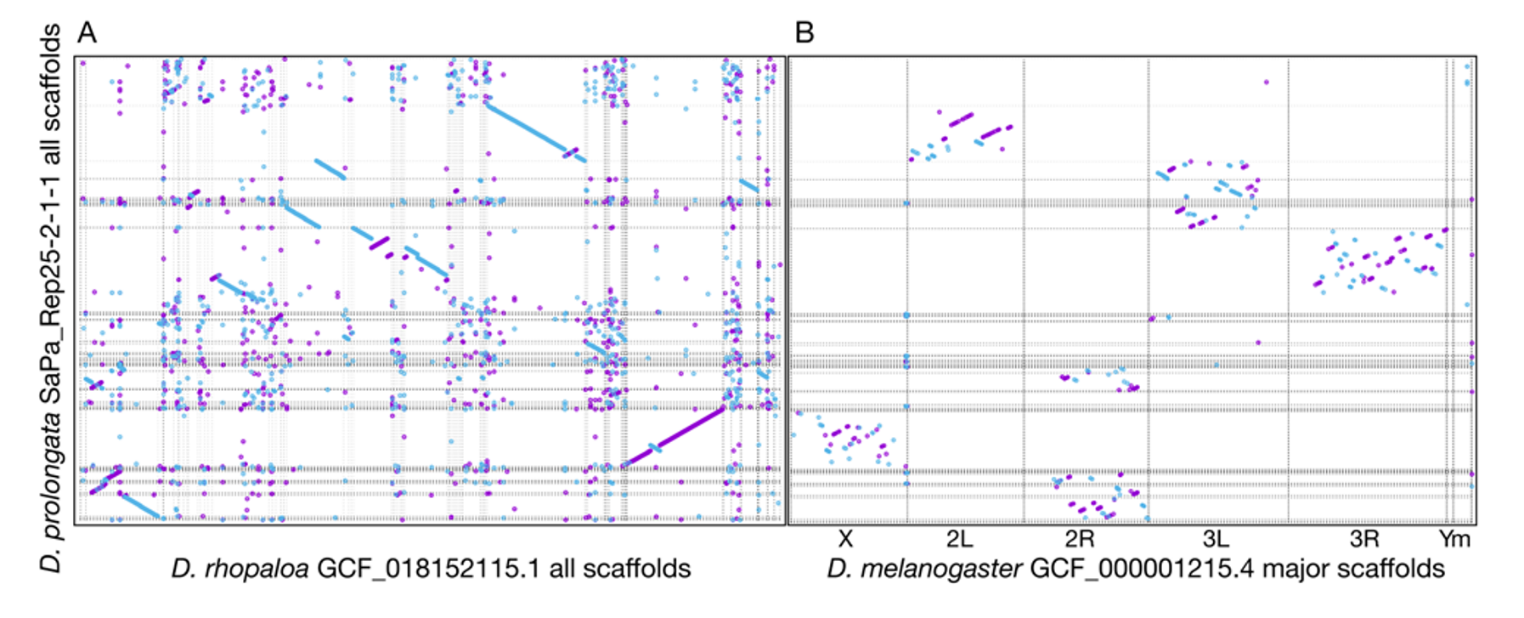 A
B
D. prolongata SaPa_Rep25-2-1-1 all scaffolds
X 2L 2R 3L 3R Ym
D. rhopaloa GCF_018152115.1 all scaffolds
D. melanogaster GCF_000001215.4 major scaffolds